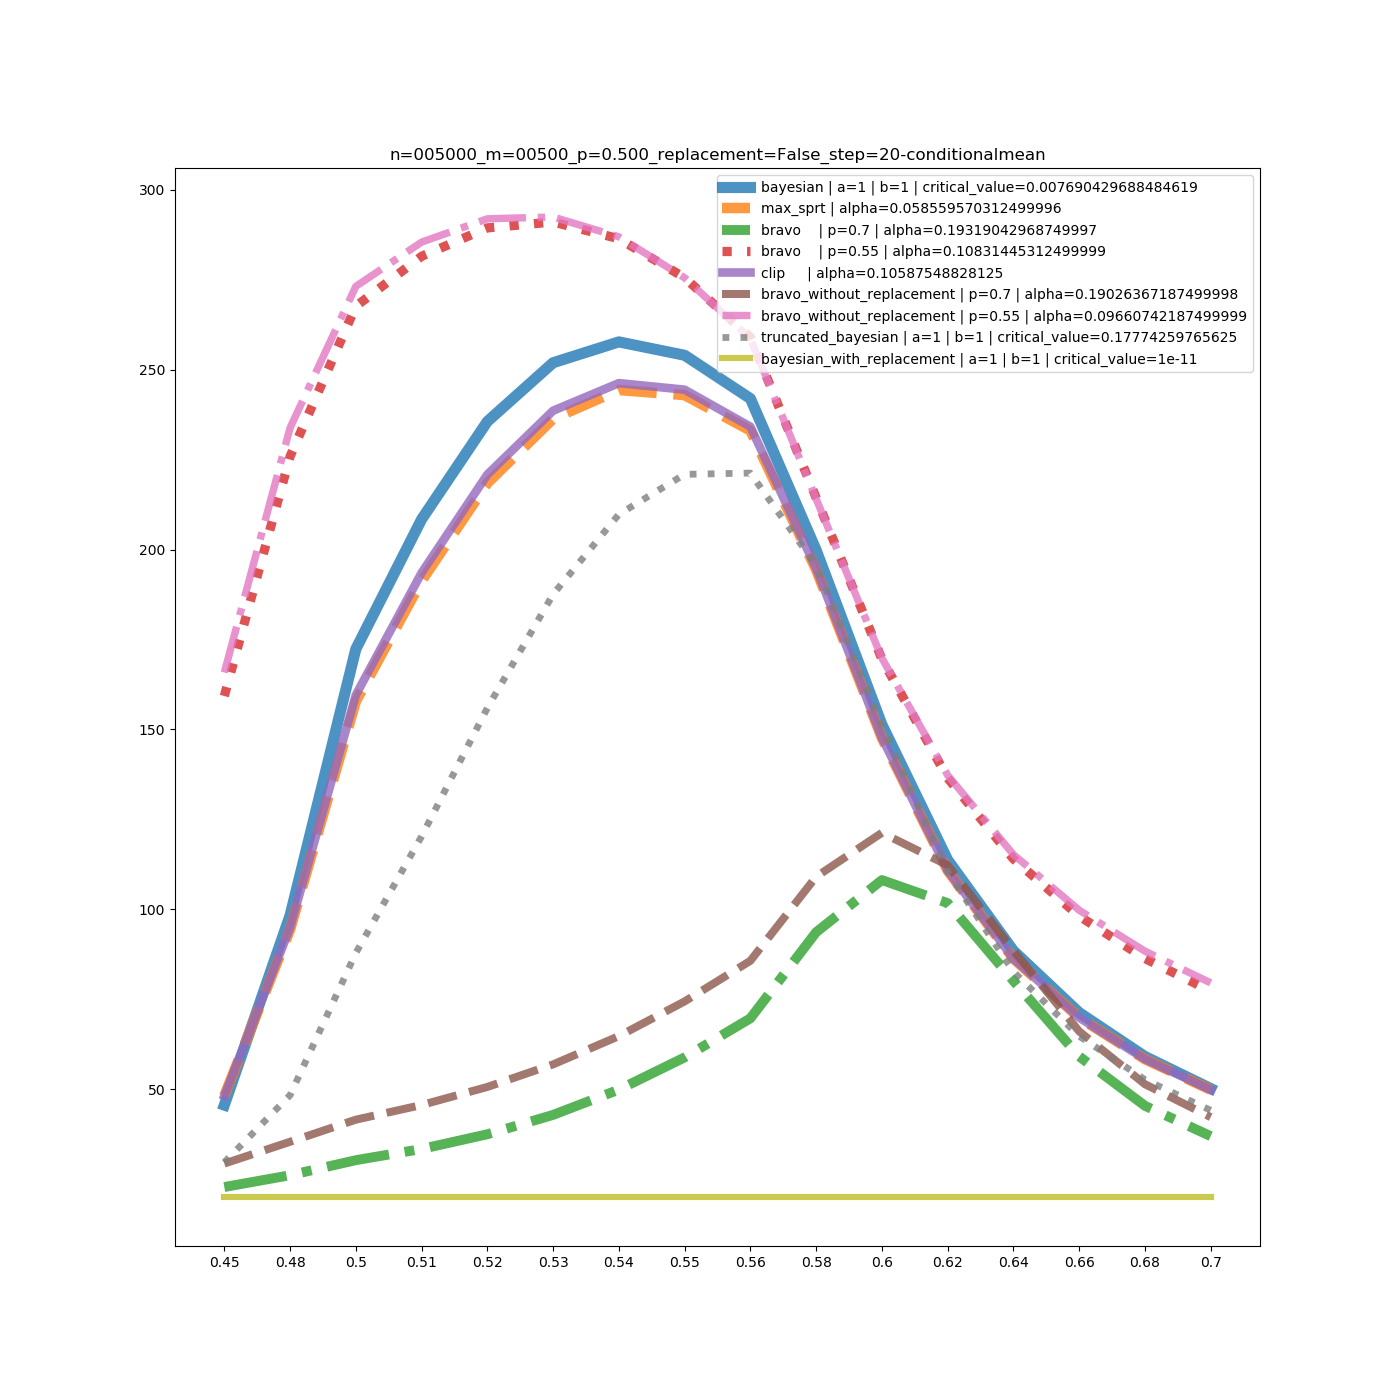 n=005000_m=00500_p=0.500_replacement=False_step=20-conditionalmean
300
250
200
150
100
50
bayesian | a=1 | b=1 | critical_value=0.007690429688484619
max_sprt | alpha=0.058559570312499996
bravo | p=0.7 | alpha=0.19319042968749997
bravo | p=0.55 | alpha=0.10831445312499999
clip | alpha=0.10587548828125
bravo_without_replacement | p=0.7 | alpha=0.19026367187499998
bravo_without_replacement | p=0.55 | alpha=0.09660742187499999
truncated_bayesian | a=1 | b=1 | critical_value=0.17774259765625
bayesian_with_replacement | a=1 | b=1 | critical_value=1e-11
0.45 0.48 0.5 0.51 0.52 0.53 0.54 0.55 0.56 0.58 0.6 0.62 0.64 0.66 0.68 0.7